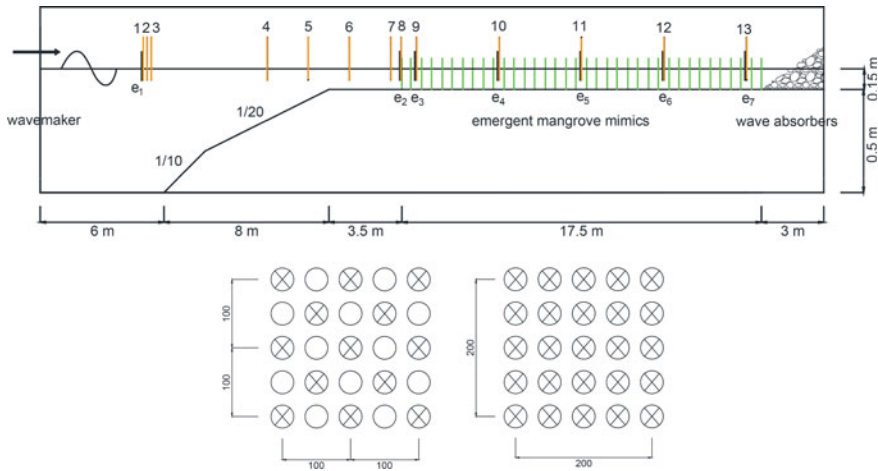 12 3 4 5 6 7 8 9 10 11 12 13
e1 e2 e3 e4 e5 e6 e7
0.15 m
wavemaker 1/20 emergent mangrove mimics wave absorbers
1/10
0.5 m
6 m 8 m 3.5 m 17.5 m 3 m
100
100
200
100 100 200